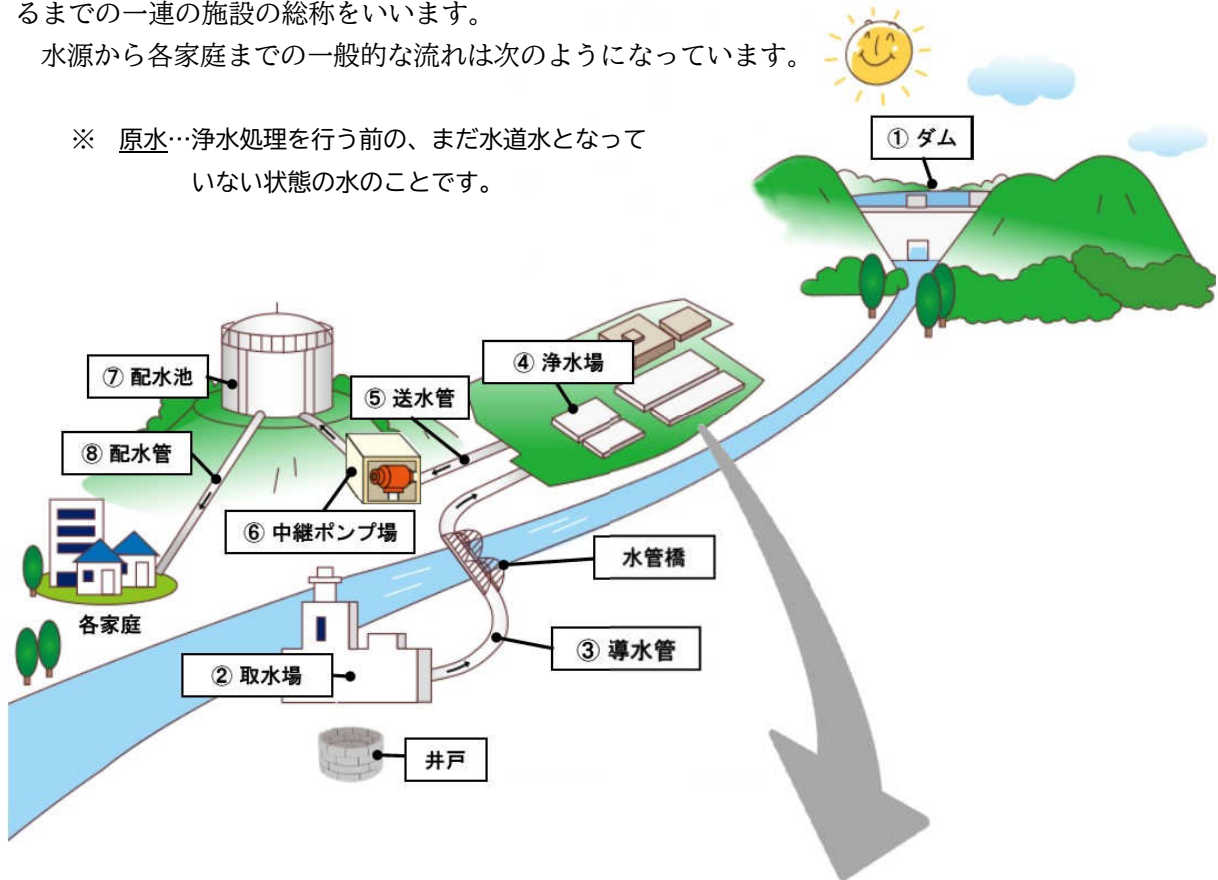 るまでの一連の施設の総称をいいます。
水源から各家庭までの一般的な流れは次のようになっています。
※ 原水…浄水処理を行う前の、まだ水道水となって
いない状態の水のことです。
① ダム
④ 浄水場
⑦ 配水池
⑤ 送水管
⑧ 配水管
⑥ 中継ポンプ場
水管橋
各家庭
③ 導水管
② 取水場
井戸